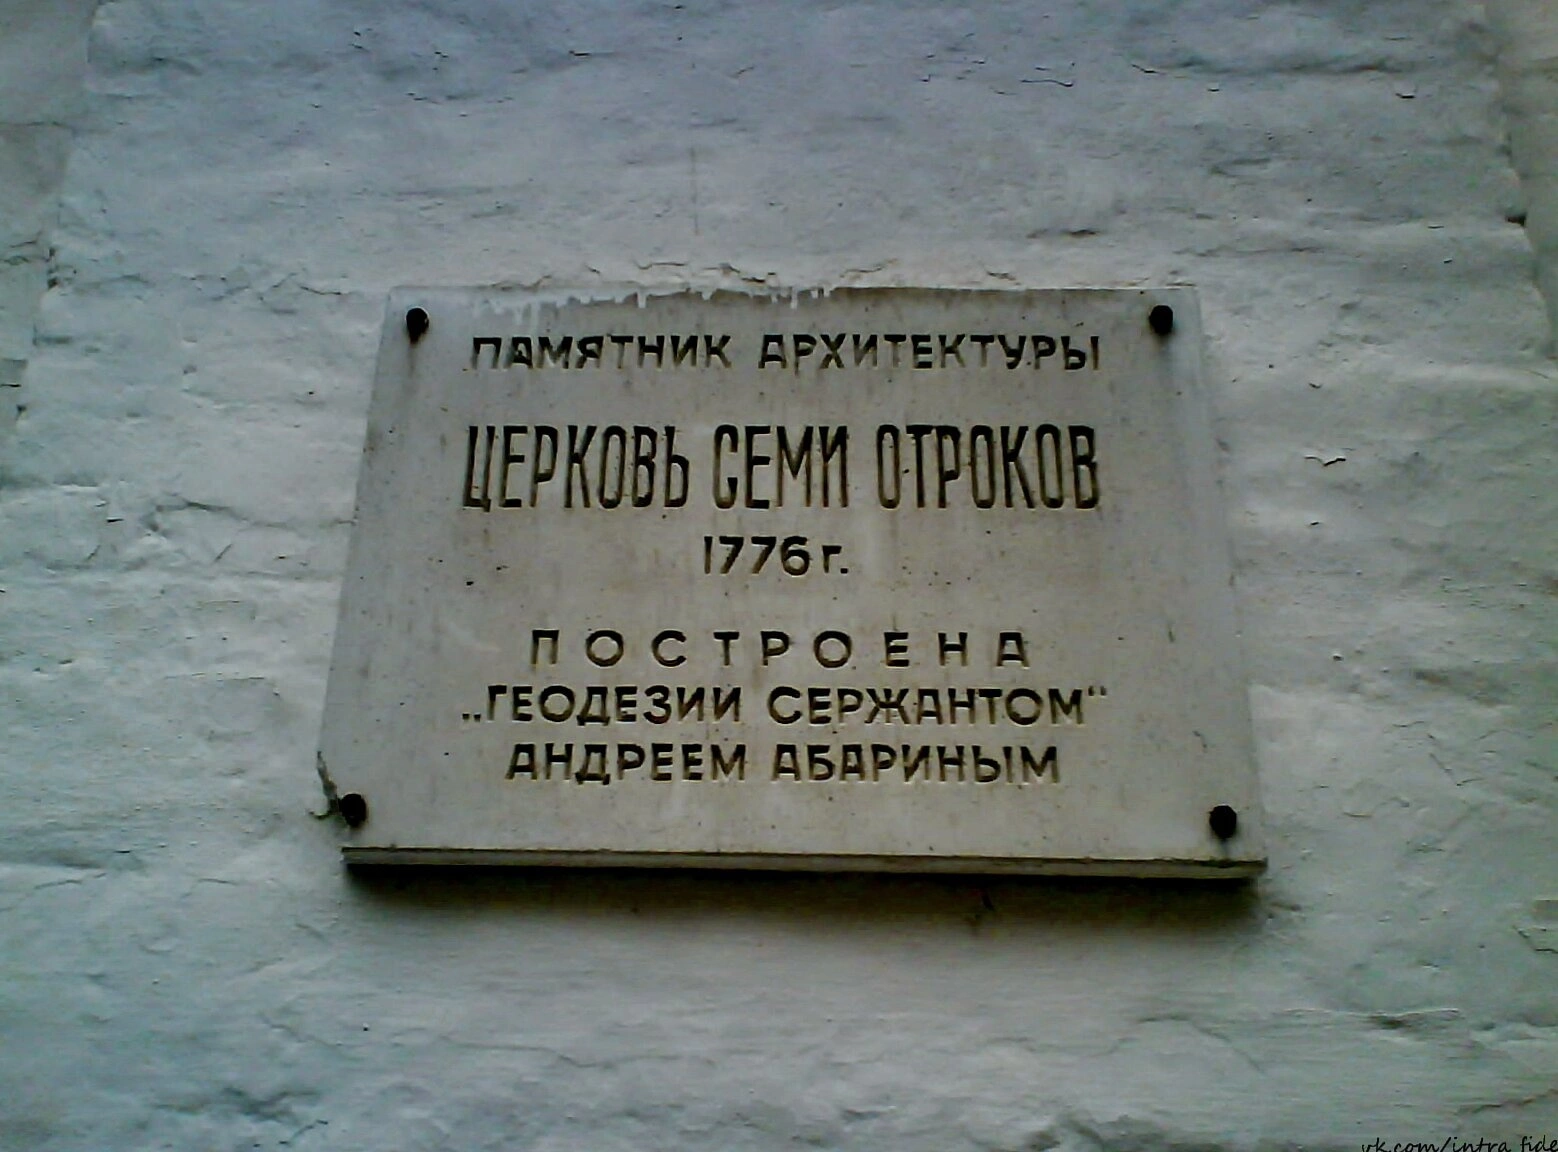 ПАМЯТНИК АРХИТЕКТУРЫ
ЦЕРКОВЬ СЕМИ ОТРОКОВ
1776 г.
ПОСТРОЕНА
„ГЕОДЕЗИИ СЕРЖАНТОМ“
АНДРЕЕМ АБАРИНЫМ
vk.com/intra_fide